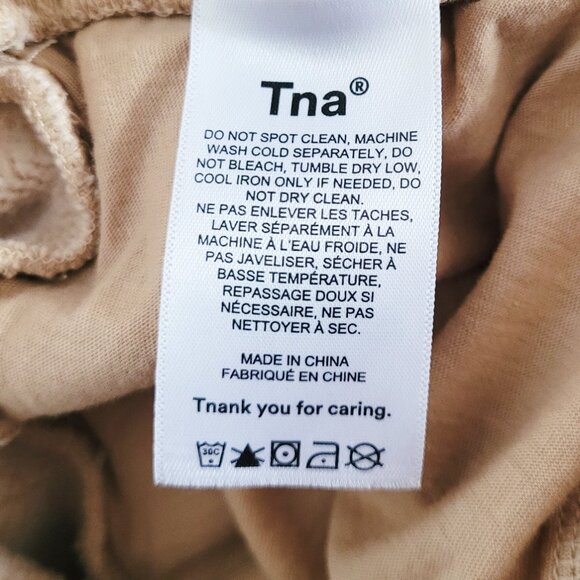 Tna®
DO NOT SPOT CLEAN, MACHINE
WASH COLD SEPARATELY, DO
NOT BLEACH, TUMBLE DRY LOW,
COOL IRON ONLY IF NEEDED, DO
NOT DRY CLEAN.
NE PAS ENLEVER LES TACHES,
LAVER SÉPARÉMENT À LA
MACHINE À L'EAU FROIDE, NE
PAS JAVELISER, SÉCHER À
BASSE TEMPÉRATURE,
REPASSAGE DOUX SI
NÉCESSAIRE, NE PAS
NETTOYER À SEC.
MADE IN CHINA
FABRIQUÉ EN CHINE
Tnank you for caring.
30C